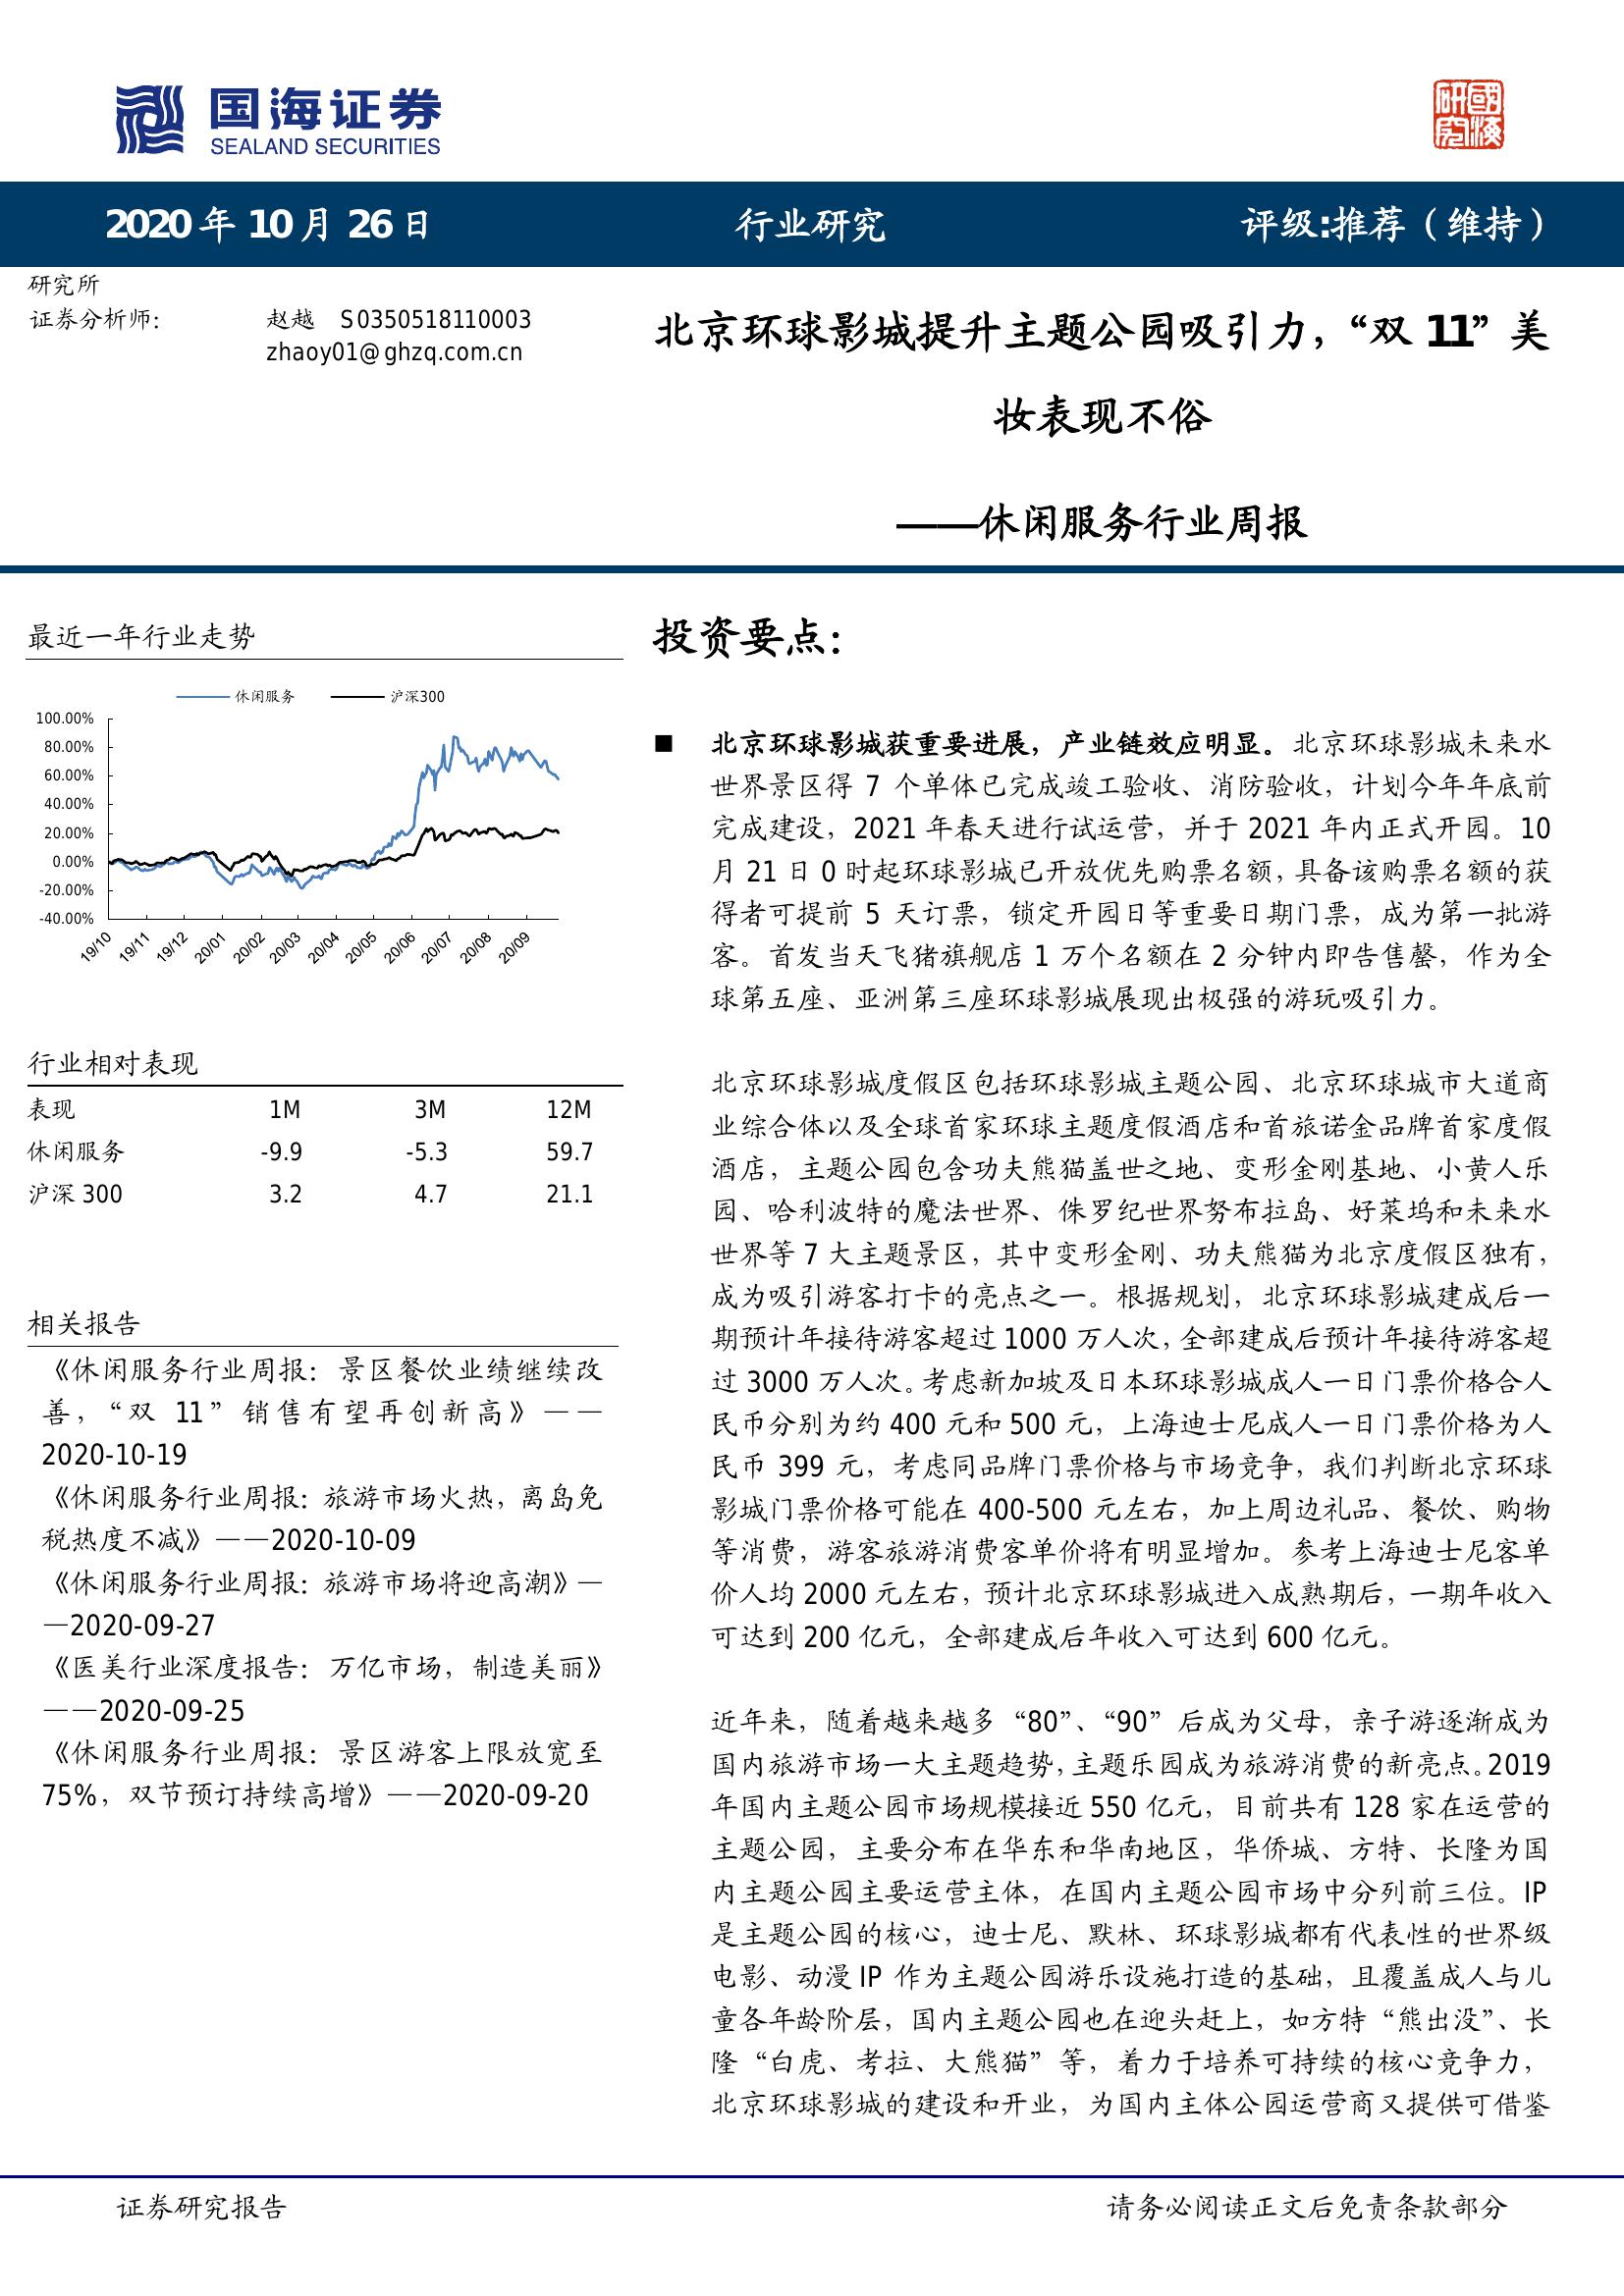 国海证券
SEALAND SECURITIES
國海研究
2020 年 10 月 26 日
行业研究
评级:推荐（维持）
研究所
证券分析师：
赵越 S0350518110003
zhaoy01@ghzq.com.cn
北京环球影城提升主题公园吸引力，“双 11”美
妆表现不俗
——休闲服务行业周报
最近一年行业走势
休闲服务 沪深300
100.00%
80.00%
60.00%
40.00%
20.00%
0.00%
-20.00%
-40.00%
19/10 19/11 19/12 20/01 20/02 20/03 20/04 20/05 20/06 20/07 20/08 20/09
行业相对表现
表现 1M 3M 12M
休闲服务 -9.9 -5.3 59.7
沪深 300 3.2 4.7 21.1
相关报告
《休闲服务行业周报：景区餐饮业绩继续改
善，“双 11”销售有望再创新高》——
2020-10-19
《休闲服务行业周报：旅游市场火热，离岛免
税热度不减》——2020-10-09
《休闲服务行业周报：旅游市场将迎高潮》—
—2020-09-27
《医美行业深度报告：万亿市场，制造美丽》
——2020-09-25
《休闲服务行业周报：景区游客上限放宽至
75%，双节预订持续高增》——2020-09-20
投资要点：
■ 北京环球影城获重要进展，产业链效应明显。北京环球影城未来水
世界景区得 7 个单体已完成竣工验收、消防验收，计划今年年底前
完成建设，2021 年春天进行试运营，并于 2021 年内正式开园。10
月 21 日 0 时起环球影城已开放优先购票名额，具备该购票名额的获
得者可提前 5 天订票，锁定开园日等重要日期门票，成为第一批游
客。首发当天飞猪旗舰店 1 万个名额在 2 分钟内即告售罄，作为全
球第五座、亚洲第三座环球影城展现出极强的游玩吸引力。
北京环球影城度假区包括环球影城主题公园、北京环球城市大道商
业综合体以及全球首家环球主题度假酒店和首旅诺金品牌首家度假
酒店，主题公园包含功夫熊猫盖世之地、变形金刚基地、小黄人乐
园、哈利波特的魔法世界、侏罗纪世界努布拉岛、好莱坞和未来水
世界等 7 大主题景区，其中变形金刚、功夫熊猫为北京度假区独有，
成为吸引游客打卡的亮点之一。根据规划，北京环球影城建成后一
期预计年接待游客超过 1000 万人次，全部建成后预计年接待游客超
过 3000 万人次。考虑新加坡及日本环球影城成人一日门票价格合人
民币分别为约 400 元和 500 元，上海迪士尼成人一日门票价格为人
民币 399 元，考虑同品牌门票价格与市场竞争，我们判断北京环球
影城门票价格可能在 400-500 元左右，加上周边礼品、餐饮、购物
等消费，游客旅游消费客单价将有明显增加。参考上海迪士尼客单
价人均 2000 元左右，预计北京环球影城进入成熟期后，一期年收入
可达到 200 亿元，全部建成后年收入可达到 600 亿元。
近年来，随着越来越多“80”、“90”后成为父母，亲子游逐渐成为
国内旅游市场一大主题趋势，主题乐园成为旅游消费的新亮点。2019
年国内主题公园市场规模接近 550 亿元，目前共有 128 家在运营的
主题公园，主要分布在华东和华南地区，华侨城、方特、长隆为国
内主题公园主要运营主体，在国内主题公园市场中分列前三位。IP
是主题公园的核心，迪士尼、默林、环球影城都有代表性的世界级
电影、动漫 IP 作为主题公园游乐设施打造的基础，且覆盖成人与儿
童各年龄阶层，国内主题公园也在迎头赶上，如方特“熊出没”、长
隆“白虎、考拉、大熊猫”等，着力于培养可持续的核心竞争力，
北京环球影城的建设和开业，为国内主体公园运营商又提供可借鉴
证券研究报告
请务必阅读正文后免责条款部分